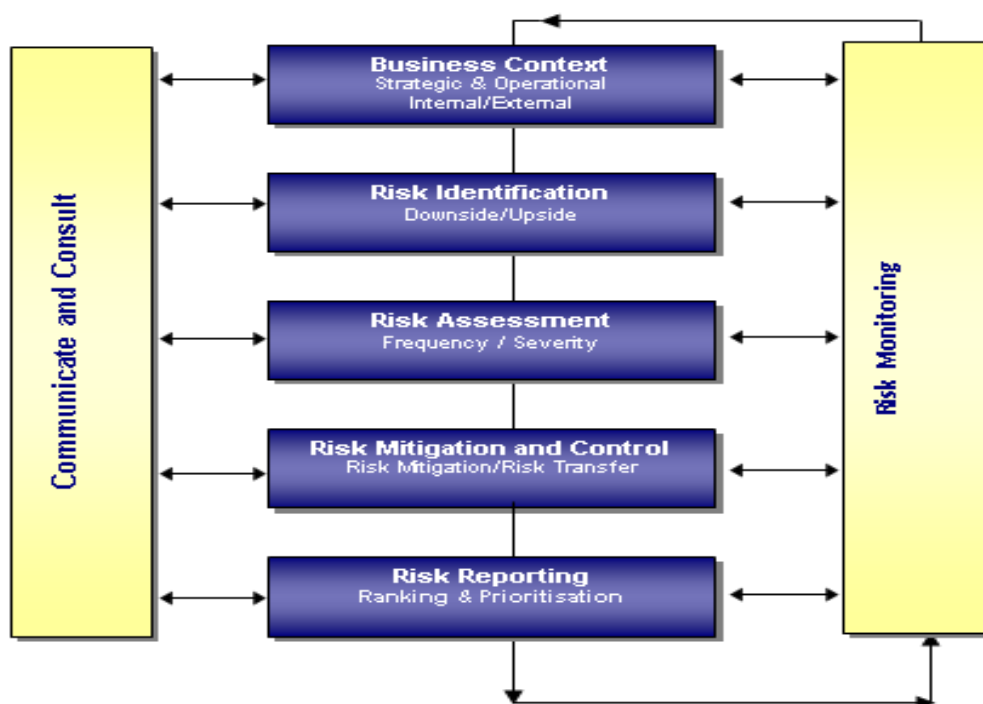 Communicate and Consult
Business Context
Strategic & Operational
Internal/External
Risk Identification
Downside/Upside
Risk Assessment
Frequency / Severity
Risk Mitigation and Control
Risk Mitigation/Risk Transfer
Risk Reporting
Ranking & Prioritisation
Risk Monitoring